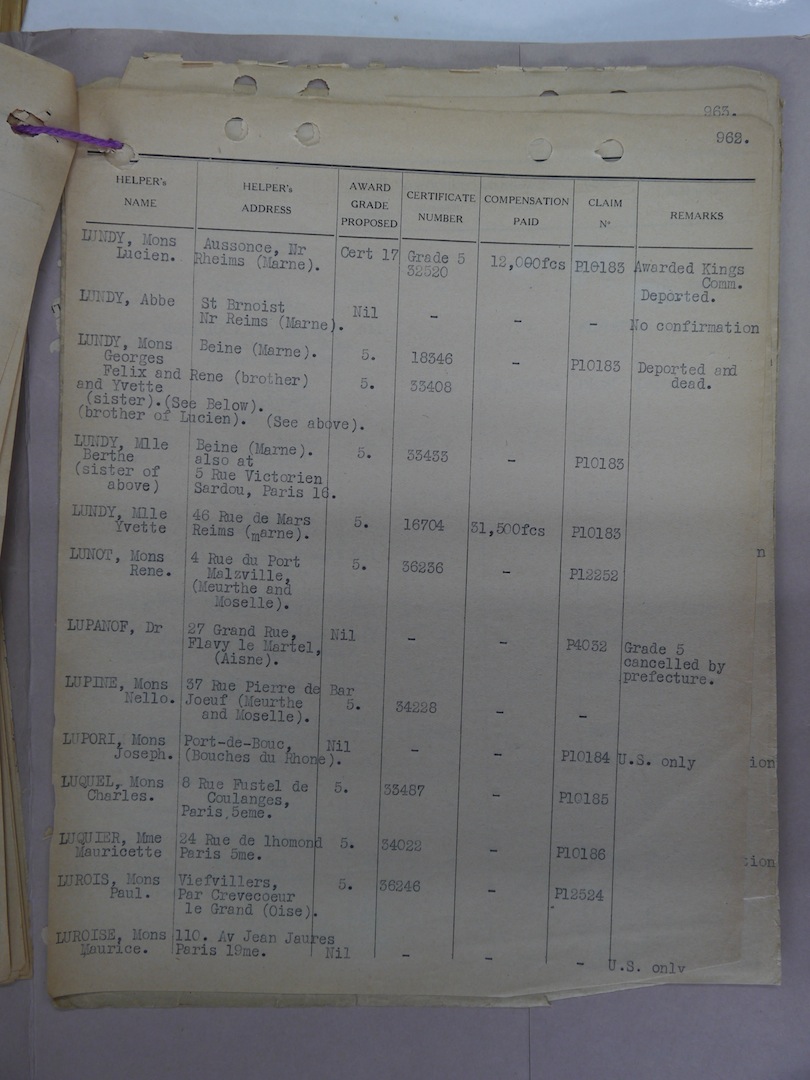 963.
962.
HELPER's NAME HELPER's ADDRESS AWARD GRADE PROPOSED CERTIFICATE NUMBER COMPENSATION PAID CLAIM N° REMARKS
LUNDY, Mons Aussonce, Nr Cert 17 Grade 5 12,000fcs P10183 Awarded Kings
Lucien. Rheims (Marne). 32520 Comm.
Deported.
LUNDY, Abbe St Brnoist Nil - - - No confirmation
Nr Reims (Marne).
LUNDY, Mons Beine (Marne). 5. 18346 - P10183 Deported and
Georges dead.
Felix and Rene (brother) 5. 33408
and Yvette
(sister).(See Below).
(brother of Lucien). (See above).
LUNDY, Mlle Beine (Marne). 5. 33433 - P10183
Berthe also at
(sister of 5 Rue Victorien
above) Sardou, Paris 16.
LUNDY, Mlle 46 Rue de Mars 5. 16704 31,500fcs P10183
Yvette Reims (marne).
LUNOT, Mons 4 Rue du Port 5. 36236 - P12252
Rene. Malzville,
(Meurthe and
Moselle).
LUPANOF, Dr 27 Grand Rue, Nil - - P4032 Grade 5
Flavy le Martel, cancelled by
(Aisne). prefecture.
LUPINE, Mons 37 Rue Pierre de Bar
Nello. Joeuf (Meurthe 5. 34228 - -
and Moselle).
LUPORI, Mons Port-de-Bouc, Nil - - P10184 U.S. only
Joseph. (Bouches du Rhone).
LUQUEL, Mons 8 Rue Fustel de 5. 33487 - P10185
Charles. Coulanges,
Paris,5eme.
LUQUIER, Mme 24 Rue de lhomond 5. 34022 - P10186
Mauricette Paris 5me.
LUROIS, Mons Viefvillers, 5. 36246 - P12524
Paul. Par Crevecoeur
le Grand (Oise).
LUROISE, Mons 110. Av Jean Jaures
Maurice. Paris 19me. Nil - - - U.S. only